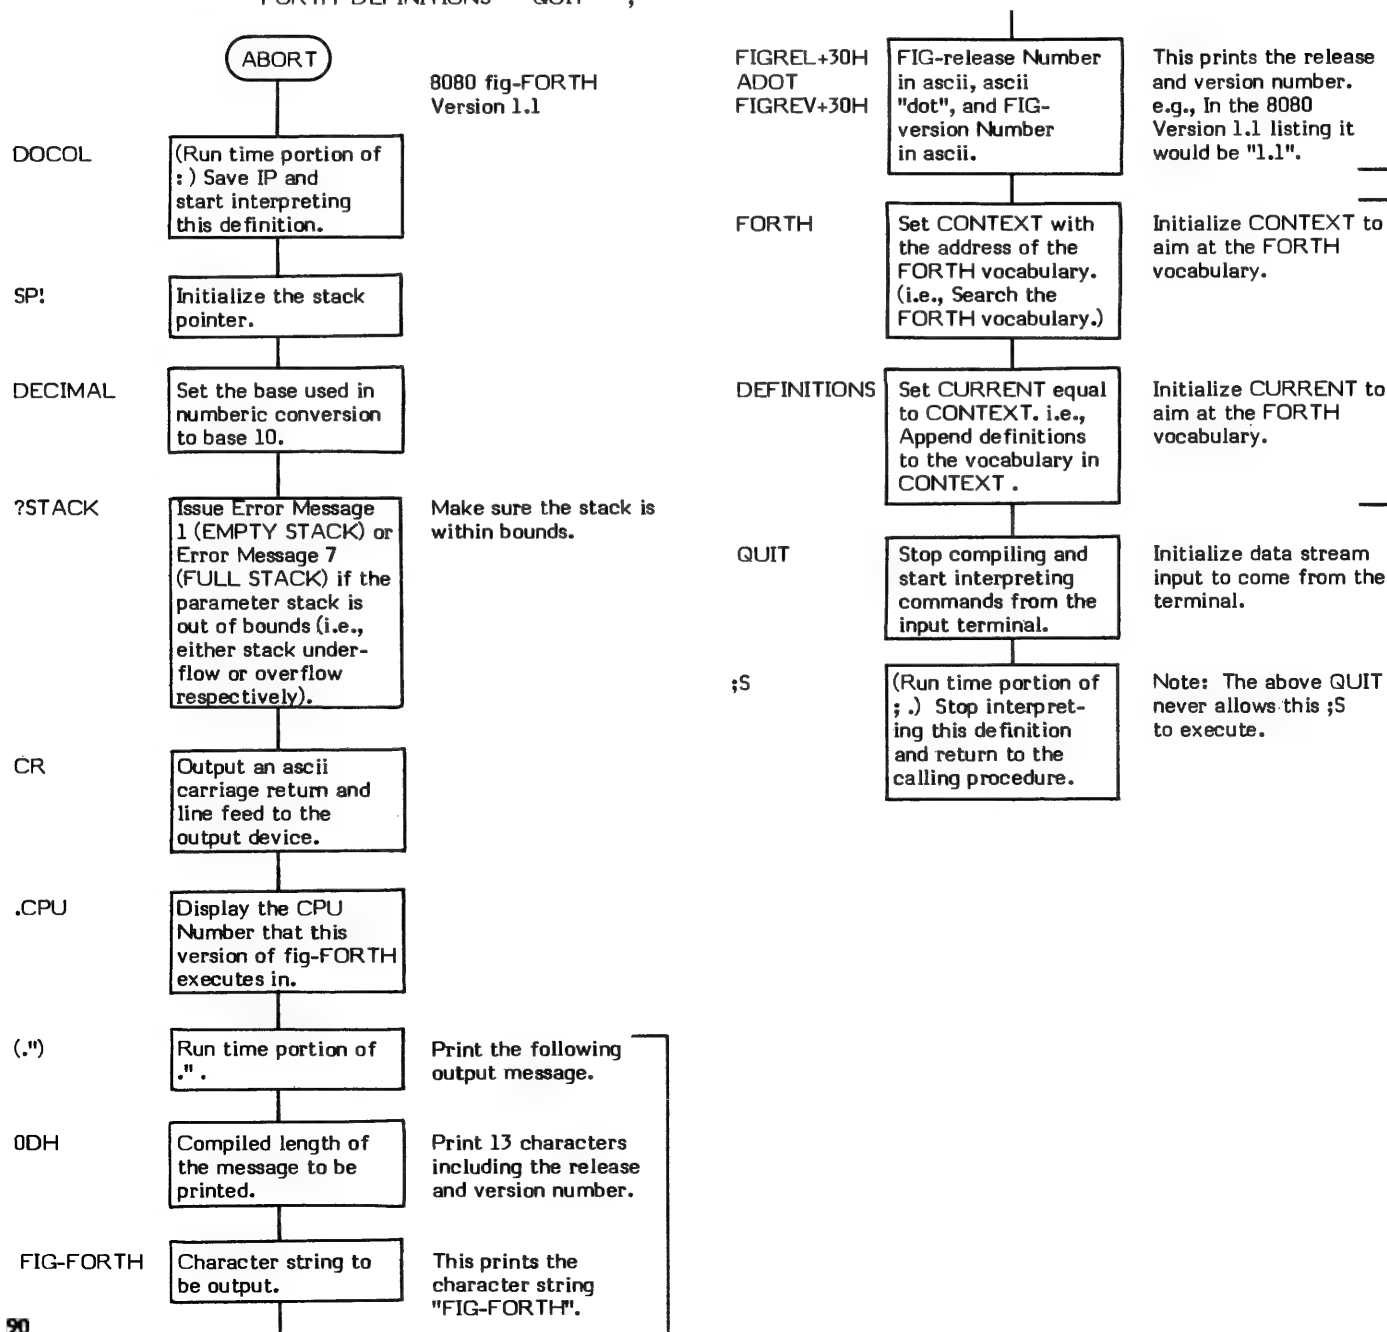 FORTH DEFINITIONS QUIT ;
ABORT
8080 fig-FORTH
Version 1.1
DOCOL
(Run time portion of
: ) Save IP and
start interpreting
this definition.
SP!
Initialize the stack
pointer.
DECIMAL
Set the base used in
numberic conversion
to base 10.
?STACK
Issue Error Message
1 (EMPTY STACK) or
Error Message 7
(FULL STACK) if the
parameter stack is
out of bounds (i.e.,
either stack under-
flow or overflow
respectively).
Make sure the stack is
within bounds.
CR
Output an ascii
carriage return and
line feed to the
output device.
.CPU
Display the CPU
Number that this
version of fig-FORTH
executes in.
(.")
Run time portion of
." .
Print the following
output message.
0DH
Compiled length of
the message to be
printed.
Print 13 characters
including the release
and version number.
FIG-FORTH
Character string to
be output.
This prints the
character string
"FIG-FORTH".
90
FIGREL+30H
ADOT
FIGREV+30H
FIG-release Number
in ascii, ascii
"dot", and FIG-
version Number
in ascii.
This prints the release
and version number.
e.g., In the 8080
Version 1.1 listing it
would be "1.1".
FORTH
Set CONTEXT with
the address of the
FORTH vocabulary.
(i.e., Search the
FORTH vocabulary.)
Initialize CONTEXT to
aim at the FORTH
vocabulary.
DEFINITIONS
Set CURRENT equal
to CONTEXT. i.e.,
Append definitions
to the vocabulary in
CONTEXT .
Initialize CURRENT to
aim at the FORTH
vocabulary.
QUIT
Stop compiling and
start interpreting
commands from the
input terminal.
Initialize data stream
input to come from the
terminal.
;S
(Run time portion of
; .) Stop interpret-
ing this definition
and return to the
calling procedure.
Note: The above QUIT
never allows this ;S
to execute.